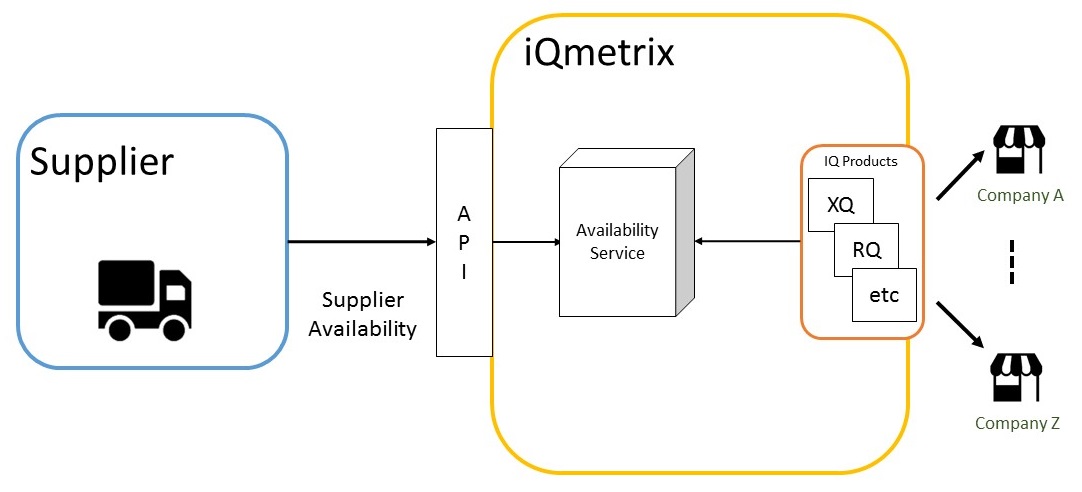 iQmetrix
Supplier
A
P
I
Supplier
Availability
Availability
Service
IQ Products
XQ
RQ
etc
Company A
Company Z